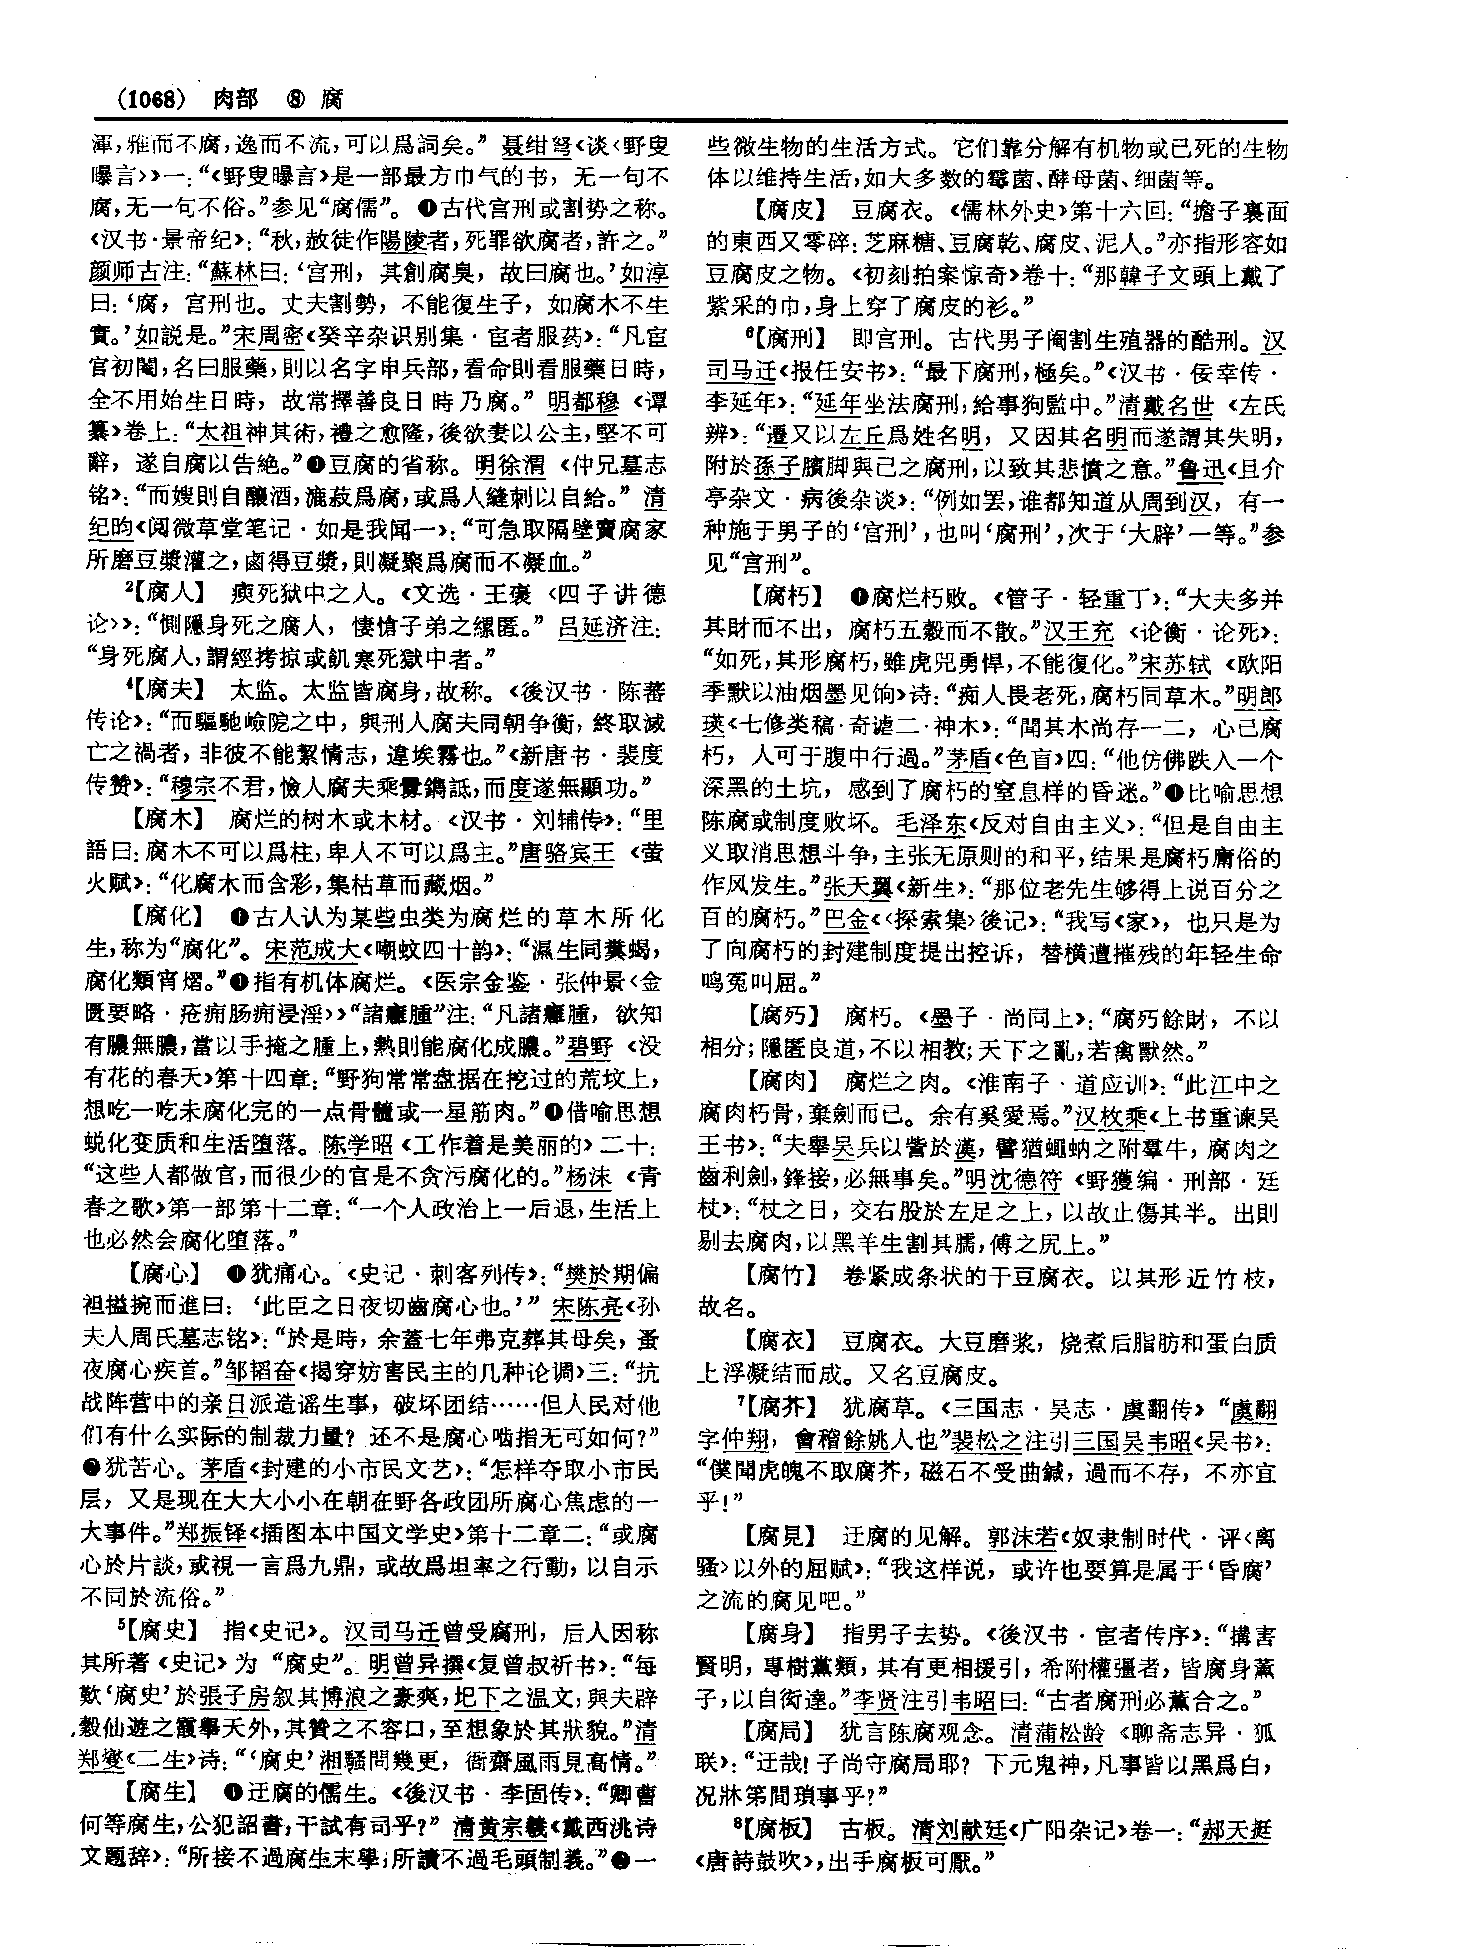 (1068) 肉部 ⑧ 腐
渾，雅而不腐，逸而不流，可以爲詞矣。”聂绀弩《谈〈野叟
曝言〉》一：“《野叟曝言》是一部最方巾气的书，无一句不
腐，无一句不俗。”参见“腐儒”。❶古代宫刑或割势之称。
《汉书·景帝纪》：“秋，赦徒作陽陵者，死罪欲腐者，許之。”
颜师古注：“蘇林曰：‘宫刑，其創腐臭，故曰腐也。’如淳
曰：‘腐，宫刑也。丈夫割勢，不能復生子，如腐木不生
實。’如説是。”宋周密《癸辛杂识别集·宦者服药》：“凡宦
官初閹，名曰服藥，則以名字申兵部，看命則看服藥日時，
全不用始生日時，故常擇善良日時乃腐。”明都穆《谭
纂》卷上：“太祖神其術，禮之愈隆，後欲妻以公主，堅不可
辭，遂自腐以告絶。”❶豆腐的省称。明徐渭《仲兄墓志
铭》：“而嫂則自釀酒，漉菽爲腐，或爲人縫刺以自給。”清
纪昀《阅微草堂笔记·如是我闻一》：“可急取隔壁賣腐家
所磨豆漿灌之，鹵得豆漿，則凝聚爲腐而不凝血。”
²【腐人】 瘐死狱中之人。《文选·王褒〈四子讲德
论〉》：“惻隱身死之腐人，悽愴子弟之缧匿。”吕延济注：
“身死腐人，謂經拷掠或飢寒死獄中者。”
⁴【腐夫】 太监。太监皆腐身，故称。《後汉书·陈蕃
传论》：“而驅馳嶮阨之中，與刑人腐夫同朝争衡，終取滅
亡之禍者，非彼不能絜情志，違埃霧也。”《新唐书·裴度
传赞》：“穆宗不君，憸人腐夫乘釁鐫詆，而度遂無顯功。”
【腐木】 腐烂的树木或木材。《汉书·刘辅传》：“里
語曰：腐木不可以爲柱，卑人不可以爲主。”唐骆宾王《萤
火赋》：“化腐木而含彩，集枯草而藏烟。”
【腐化】 ❶古人认为某些虫类为腐烂的草木所化
生，称为“腐化”。宋范成大《嘲蚊四十韵》：“濕生同糞蝎，
腐化類宵熠。”❶指有机体腐烂。《医宗金鉴·张仲景〈金
匮要略·疮痈肠痈浸淫〉》“諸癰腫”注：“凡諸癰腫，欲知
有膿無膿，當以手掩之腫上，熱則能腐化成膿。”碧野《没
有花的春天》第十四章：“野狗常常盘据在挖过的荒坟上，
想吃一吃未腐化完的一点骨髓或一星筋肉。”❶借喻思想
蜕化变质和生活堕落。陈学昭《工作着是美丽的》二十：
“这些人都做官，而很少的官是不贪污腐化的。”杨沫《青
春之歌》第一部第十二章：“一个人政治上一后退，生活上
也必然会腐化堕落。”
【腐心】 ❶犹痛心。《史记·刺客列传》：“樊於期偏
袒搤捥而進曰：‘此臣之日夜切齒腐心也。’”宋陈亮《孙
夫人周氏墓志铭》：“於是時，余蓋七年弗克葬其母矣，蚤
夜腐心疾首。”邹韬奋《揭穿妨害民主的几种论调》三：“抗
战阵营中的亲日派造谣生事，破坏团结……但人民对他
们有什么实际的制裁力量？还不是腐心啮指无可如何？”
❷犹苦心。茅盾《封建的小市民文艺》：“怎样夺取小市民
层，又是现在大大小小在朝在野各政团所腐心焦虑的一
大事件。”郑振铎《插图本中国文学史》第十二章二：“或腐
心於片談，或視一言爲九鼎，或故爲坦率之行動，以自示
不同於流俗。”
⁵【腐史】 指《史记》。汉司马迁曾受腐刑，后人因称
其所著《史记》为“腐史”。明曾异撰《复曾叔祈书》：“每
歎‘腐史’於張子房叙其博浪之豪爽，圯下之温文，與夫辟
穀仙遊之霞舉天外，其贊之不容口，至想象於其狀貌。”清
郑燮《二生》诗：“‘腐史’湘騷問幾更，衙齋風雨見高情。”
【腐生】 ❶迂腐的儒生。《後汉书·李固传》：“卿曹
何等腐生，公犯詔書，干試有司乎？”清黄宗羲《戴西洮诗
文题辞》：“所接不過腐生末學，所讀不過毛頭制義。”❷一
些微生物的生活方式。它们靠分解有机物或已死的生物
体以维持生活，如大多数的霉菌、酵母菌、细菌等。
【腐皮】 豆腐衣。《儒林外史》第十六回：“擔子裏面
的東西又零碎：芝麻糖、豆腐乾、腐皮、泥人。”亦指形容如
豆腐皮之物。《初刻拍案惊奇》卷十：“那韓子文頭上戴了
紫采的巾，身上穿了腐皮的衫。”
⁶【腐刑】 即宫刑。古代男子阉割生殖器的酷刑。汉
司马迁《报任安书》：“最下腐刑，極矣。”《汉书·佞幸传·
李延年》：“延年坐法腐刑，給事狗監中。”清戴名世《左氏
辨》：“遷又以左丘爲姓名明，又因其名明而遂謂其失明，
附於孫子臏脚與己之腐刑，以致其悲憤之意。”鲁迅《且介
亭杂文·病後杂谈》：“例如罢，谁都知道从周到汉，有一
种施于男子的‘宫刑’，也叫‘腐刑’，次于‘大辟’一等。”参
见“宫刑”。
【腐朽】 ❶腐烂朽败。《管子·轻重丁》：“大夫多并
其財而不出，腐朽五穀而不散。”汉王充《论衡·论死》：
“如死，其形腐朽，雖虎兕勇悍，不能復化。”宋苏轼《欧阳
季默以油烟墨见饷》诗：“痴人畏老死，腐朽同草木。”明郎
瑛《七修类稿·奇谑二·神木》：“聞其木尚存一二，心已腐
朽，人可于腹中行過。”茅盾《色盲》四：“他仿佛跌入一个
深黑的土坑，感到了腐朽的窒息样的昏迷。”❶比喻思想
陈腐或制度败坏。毛泽东《反对自由主义》：“但是自由主
义取消思想斗争，主张无原则的和平，结果是腐朽庸俗的
作风发生。”张天翼《新生》：“那位老先生够得上说百分之
百的腐朽。”巴金《〈探索集〉後記》：“我写《家》，也只是为
了向腐朽的封建制度提出控诉，替横遭摧残的年轻生命
鸣冤叫屈。”
【腐㱙】 腐朽。《墨子·尚同上》：“腐㱙餘財，不以
相分；隱匿良道，不以相教；天下之亂，若禽獸然。”
【腐肉】 腐烂之肉。《淮南子·道应训》：“此江中之
腐肉朽骨，棄劍而已。余有奚愛焉。”汉枚乘《上书重谏吴
王书》：“夫舉吴兵以訾於漢，譬猶蠅蚋之附羣牛，腐肉之
齒利劍，鋒接，必無事矣。”明沈德符《野獲编·刑部·廷
杖》：“杖之日，交右股於左足之上，以故止傷其半。出則
剔去腐肉，以黑羊生割其臑，傅之尻上。”
【腐竹】 卷紧成条状的干豆腐衣。以其形近竹枝，
故名。
【腐衣】 豆腐衣。大豆磨浆，烧煮后脂肪和蛋白质
上浮凝结而成。又名豆腐皮。
⁷【腐芥】 犹腐草。《三国志·吴志·虞翻传》“虞翻
字仲翔，會稽餘姚人也”裴松之注引三国吴韦昭《吴书》：
“僕聞虎魄不取腐芥，磁石不受曲鍼，過而不存，不亦宜
乎！”
【腐見】 迂腐的见解。郭沫若《奴隶制时代·评〈离
骚〉以外的屈赋》：“我这样说，或许也要算是属于‘昏腐’
之流的腐见吧。”
【腐身】 指男子去势。《後汉书·宦者传序》：“搆害
賢明，專樹黨類，其有更相援引，希附權彊者，皆腐身薰
子，以自衒達。”李贤注引韦昭曰：“古者腐刑必薰合之。”
【腐局】 犹言陈腐观念。清蒲松龄《聊斋志异·狐
联》：“迂哉！子尚守腐局耶？下元鬼神，凡事皆以黑爲白，
况牀笫間瑣事乎？”
⁸【腐板】 古板。清刘献廷《广阳杂记》卷一：“郝天挺
《唐詩鼓吹》，出手腐板可厭。”